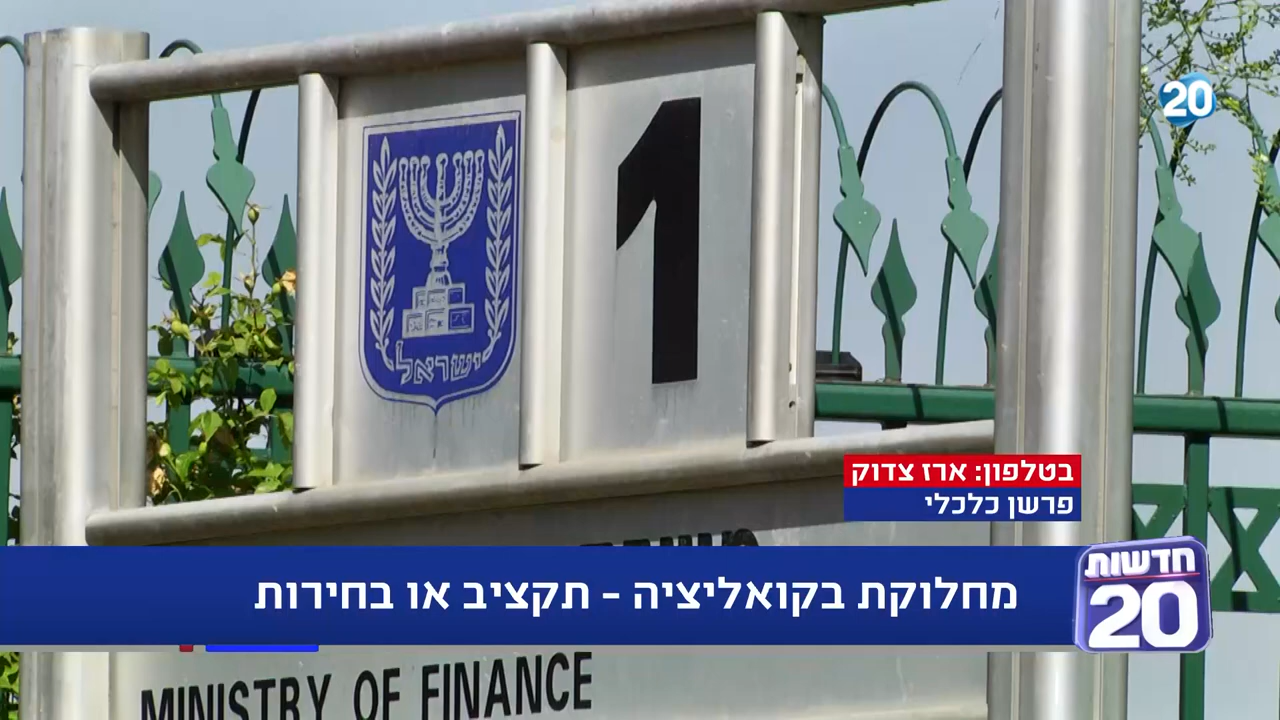 20
1
ישראל
בטלפון: ארז צדוק
פרשן כלכלי
חדשות
20
מחלוקת בקואליציה - תקציב או בחירות
MINISTRY OF FINANCE